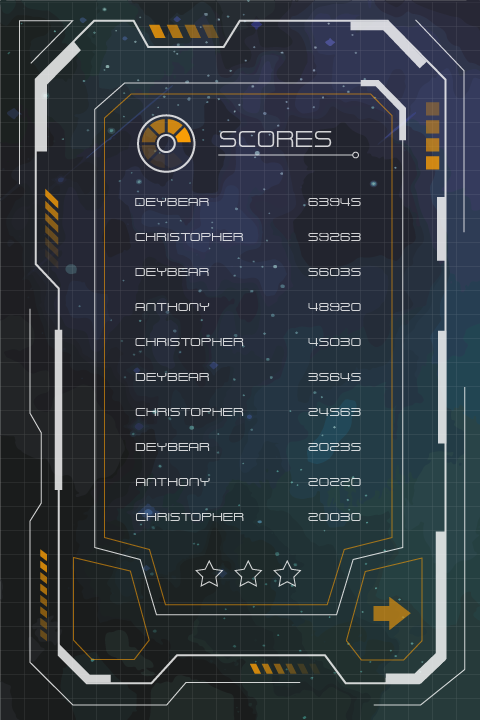 SCORES
DEYBEAR 63945
CHRISTOPHER 59263
DEYBEAR 56035
ANTHONY 48920
CHRISTOPHER 45030
DEYBEAR 35645
CHRISTOPHER 24563
DEYBEAR 20235
ANTHONY 20220
CHRISTOPHER 20030